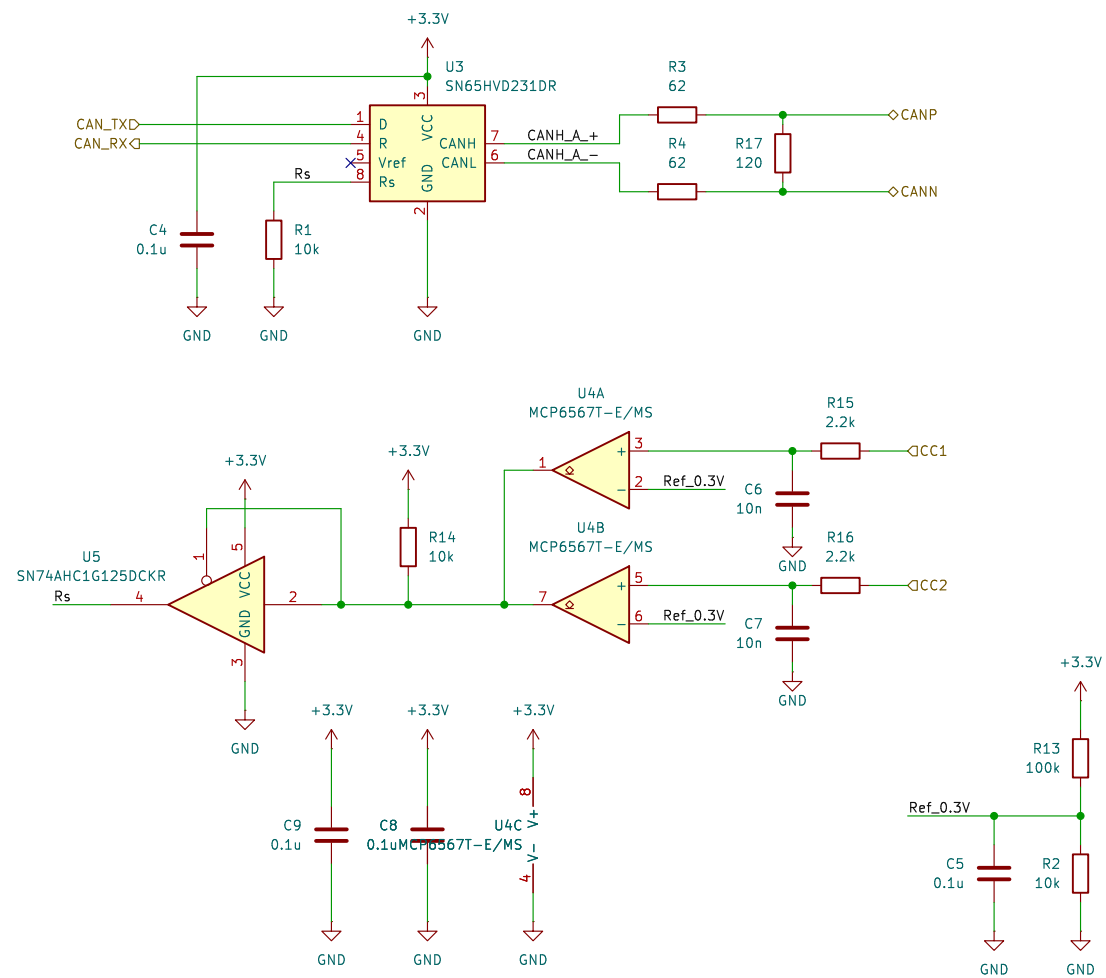 +3.3V
U3
SN65HVD231DR
3
VCC
CAN_TX
1
D
CAN_RX
4
R
5
Vref
Rs
8
Rs
CANH
7
CANH_A_+
CANL
6
CANH_A_-
GND
2
R3
62
R4
62
R17
120
CANP
CANN
C4
0.1u
R1
10k
GND
GND
GND
U4A
MCP6567T-E/MS
3
+
1
2
-
Ref_0.3V
R15
2.2k
CC1
C6
10n
GND
U4B
MCP6567T-E/MS
5
+
7
6
-
Ref_0.3V
R16
2.2k
CC2
C7
10n
GND
+3.3V
+3.3V
R14
10k
U5
SN74AHC1G125DCKR
1
5
VCC
Rs
4
2
GND
3
GND
+3.3V
+3.3V
+3.3V
C9
0.1u
C8
0.1u
U4C
MCP6567T-E/MS
8
V+
V-
4
GND
GND
GND
+3.3V
R13
100k
Ref_0.3V
C5
0.1u
R2
10k
GND
GND